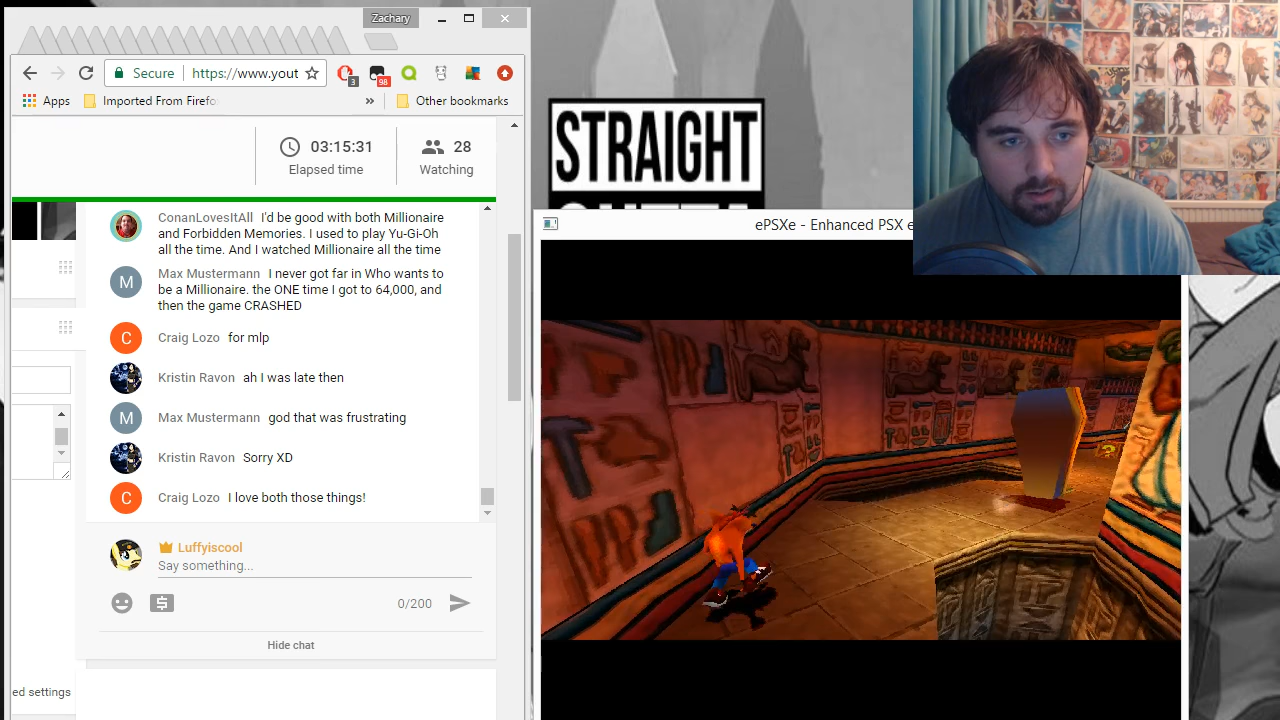 Zachary
Secure
https://www.yout
3
98
Apps
Imported From Firefo
»
Other bookmarks
03:15:31
Elapsed time
28
Watching
STRAIGHT
ConanLovesItAll I'd be good with both Millionaire
and Forbidden Memories. I used to play Yu-Gi-Oh
all the time. And I watched Millionaire all the time
M
Max Mustermann I never got far in Who wants to
be a Millionaire. the ONE time I got to 64,000, and
then the game CRASHED
C
Craig Lozo for mlp
Kristin Ravon ah I was late then
M
Max Mustermann god that was frustrating
Kristin Ravon Sorry XD
C
Craig Lozo I love both those things!
Luffyiscool
Say something...
0/200
Hide chat
ed settings
ePSXe - Enhanced PSX e
?